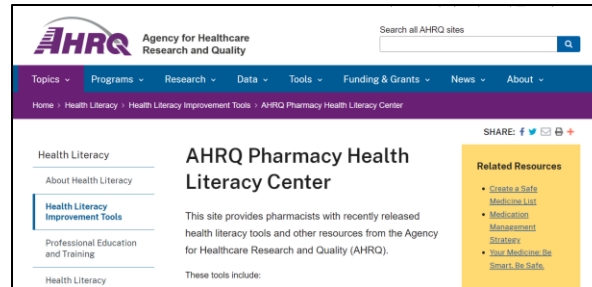 AHRQ
Agency for Healthcare
Research and Quality
Search all AHRQ sites
Topics Programs Research Data Tools Funding & Grants News About
Home > Health Literacy > Health Literacy Improvement Tools > AHRQ Pharmacy Health Literacy Center
SHARE:
Health Literacy
About Health Literacy
Health Literacy
Improvement Tools
Professional Education
and Training
Health Literacy
AHRQ Pharmacy Health
Literacy Center
This site provides pharmacists with recently released
health literacy tools and other resources from the Agency
for Healthcare Research and Quality (AHRQ).
These tools include:
Related Resources
• Create a Safe
Medicine List
• Medication
Management
Strategy
• Your Medicine: Be
Smart. Be Safe.